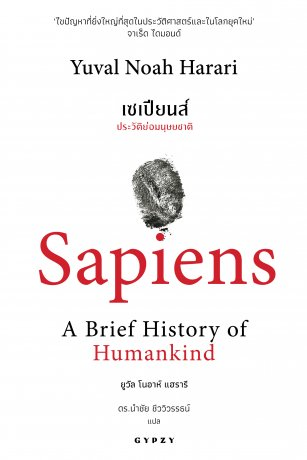 'ไขปัญหาที่ยิ่งใหญ่ที่สุดในประวัติศาสตร์และในโลกยุคใหม่'
จาเร็ด ไดมอนด์
Yuval Noah Harari
เซเปียนส์
ประวัติย่อมนุษยชาติ
Sapiens
A Brief History of
Humankind
ยูวัล โนอาห์ แฮรารี
ดร.นำชัย ชีววิวรรธน์
แปล
GYPZY